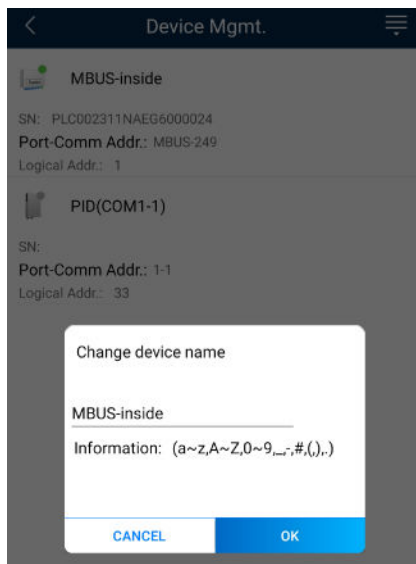 Device Mgmt.
MBUS-inside
SN: PLC002311NAEG6000024
Port-Comm Addr.: MBUS-249
Logical Addr.: 1
PID(COM1-1)
SN:
Port-Comm Addr.: 1-1
Logical Addr.: 33
Change device name
MBUS-inside
Information: (a~z,A~Z,0~9,_,-,#,(,),.)
CANCEL OK